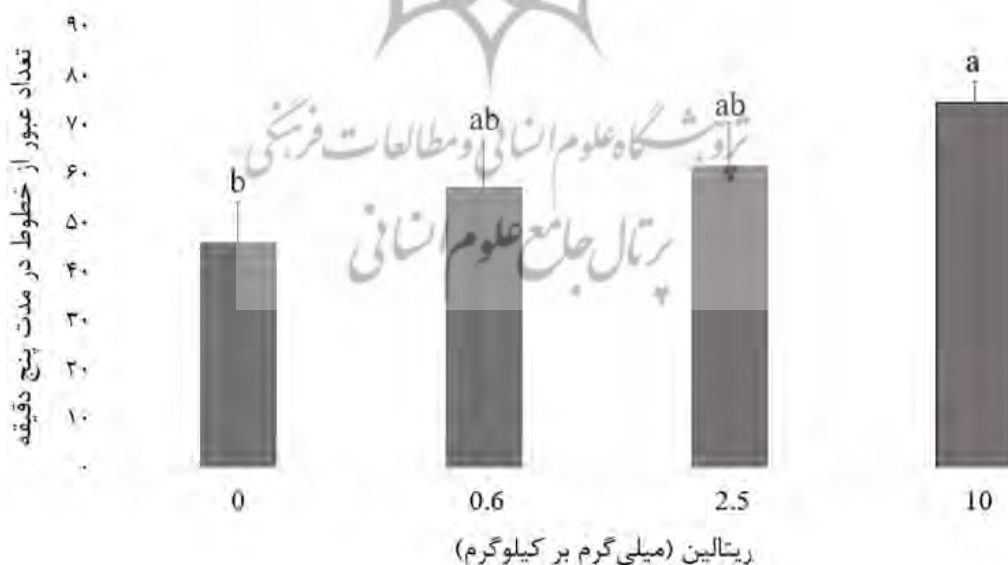 تعداد عبور از خطوط در مدت پنج دقیقه
۹۰
۸۰
۷۰
۶۰
۵۰
۴۰
۳۰
۲۰
۱۰
۰
b
ab
ab
a
پژوهشگاه علوم انسانی و مطالعات فرهنگی
پرتال جامع علوم انسانی
0 0.6 2.5 10
ریتالین (میلی‌گرم بر کیلوگرم)